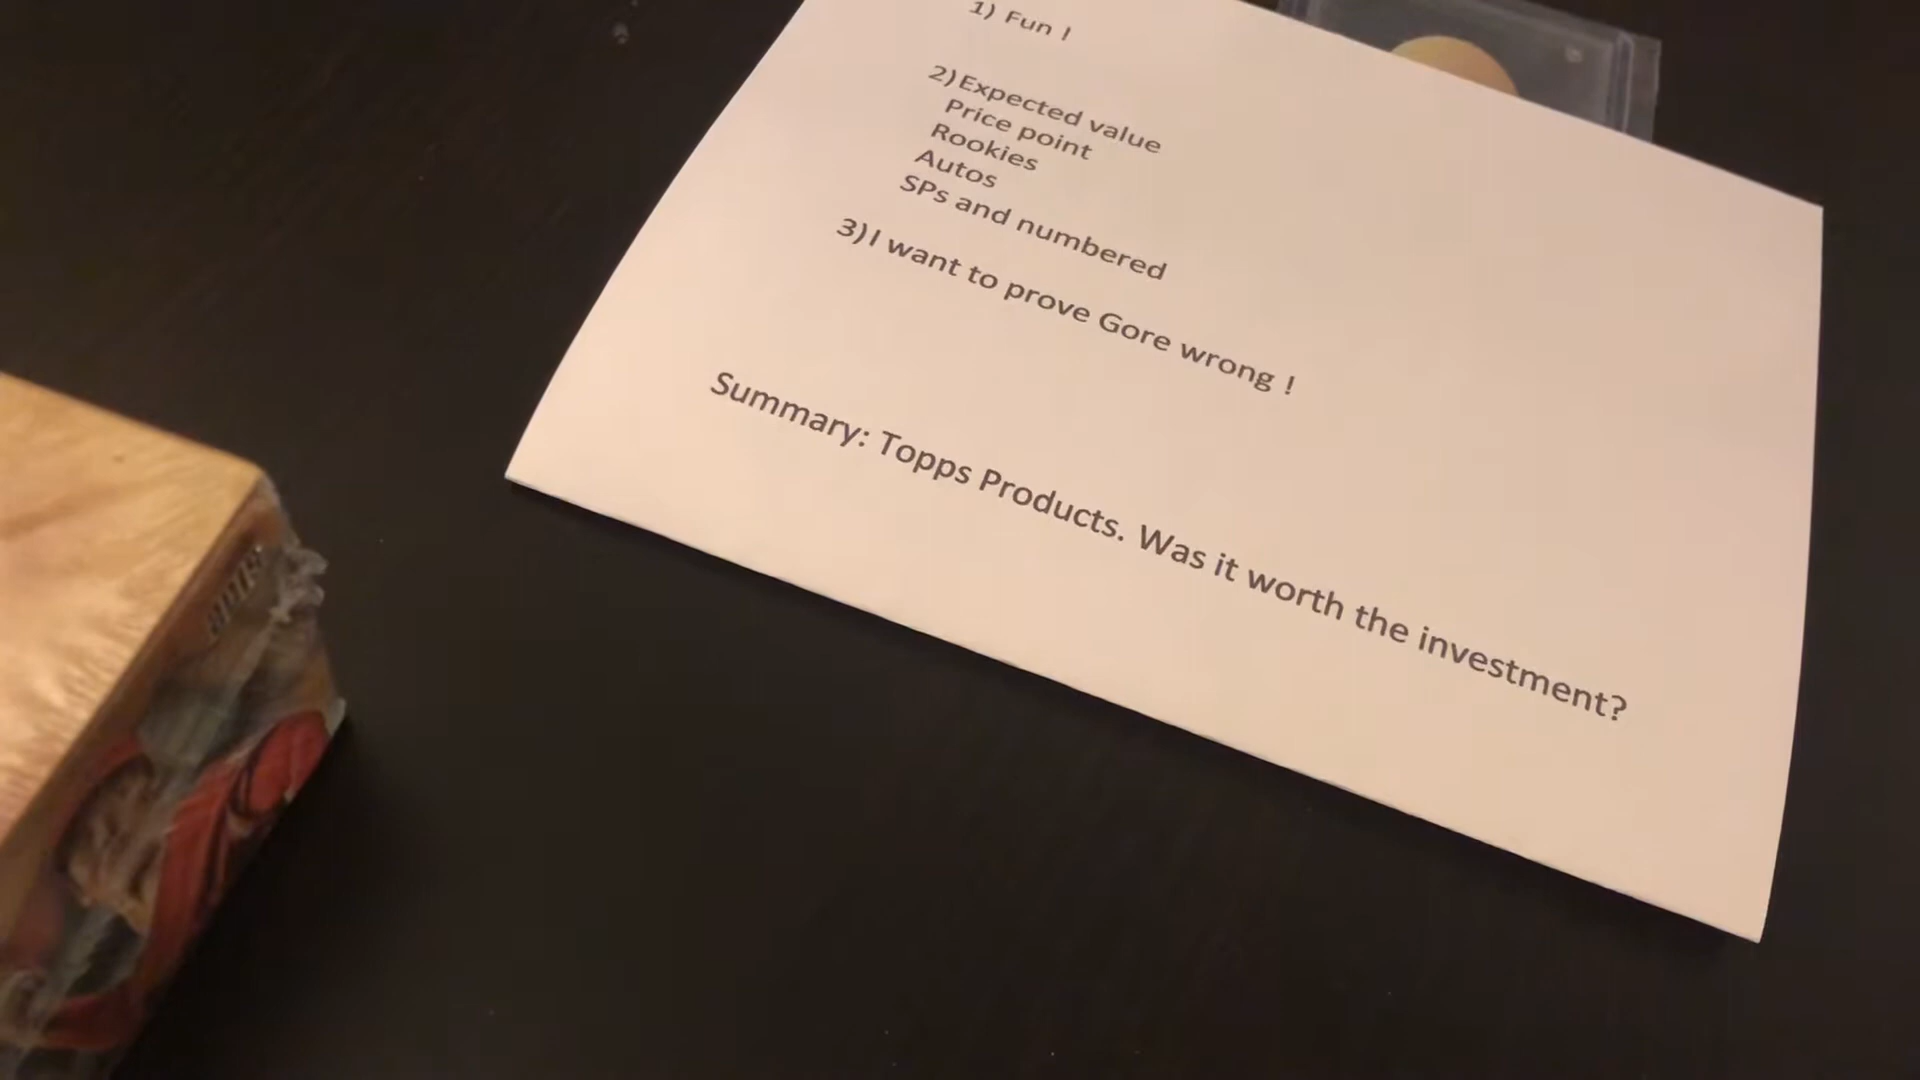 1) Fun !
2) Expected value
Price point
Rookies
Autos
SPs and numbered
3) I want to prove Gore wrong !
Summary: Topps Products. Was it worth the investment?